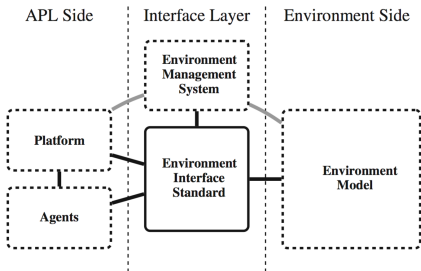 APL Side
Interface Layer
Environment Side
Environment
Management
System
Platform
Environment
Interface
Standard
Agents
Environment
Model